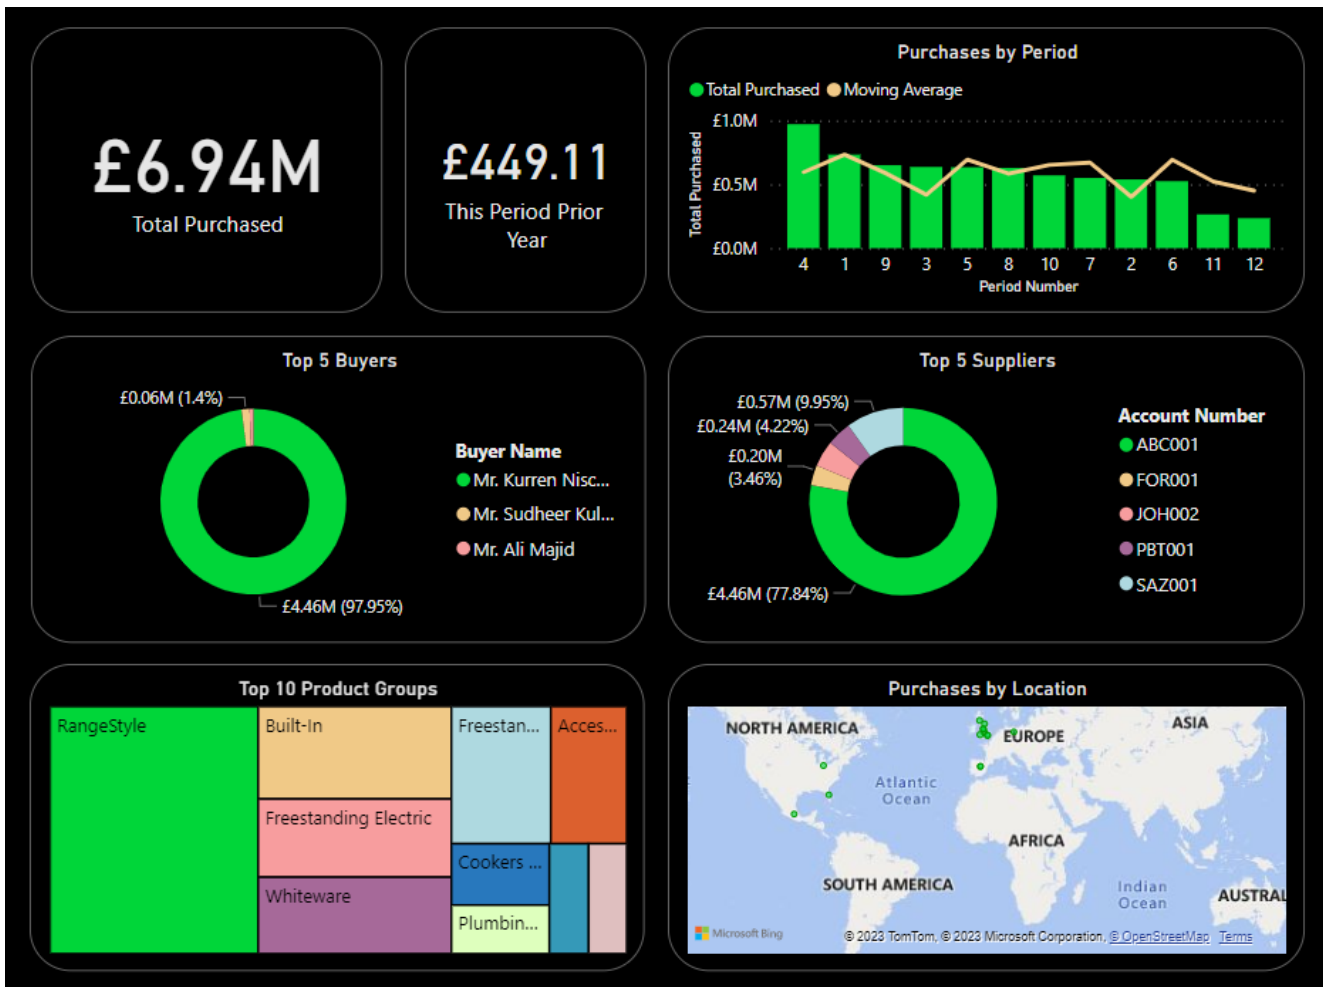 £6.94M
Total Purchased
£449.11
This Period Prior
Year
Purchases by Period
Total Purchased
Moving Average
Total Purchased
£1.0M
£0.5M
£0.0M
4 1 9 3 5 8 10 7 2 6 11 12
Period Number
Top 5 Buyers
£0.06M (1.4%)
£4.46M (97.95%)
Buyer Name
Mr. Kurren Nisc...
Mr. Sudheer Kul...
Mr. Ali Majid
Top 5 Suppliers
£0.57M (9.95%)
£0.24M (4.22%)
£0.20M
(3.46%)
£4.46M (77.84%)
Account Number
ABC001
FOR001
JOH002
PBT001
SAZ001
Top 10 Product Groups
RangeStyle
Built-In
Freestanding Electric
Whiteware
Freestan...
Acces...
Cookers ...
Plumbin...
Purchases by Location
NORTH AMERICA
EUROPE
ASIA
Atlantic
Ocean
AFRICA
SOUTH AMERICA
Indian
Ocean
AUSTRAL
Microsoft Bing
© 2023 TomTom, © 2023 Microsoft Corporation, © OpenStreetMap Terms